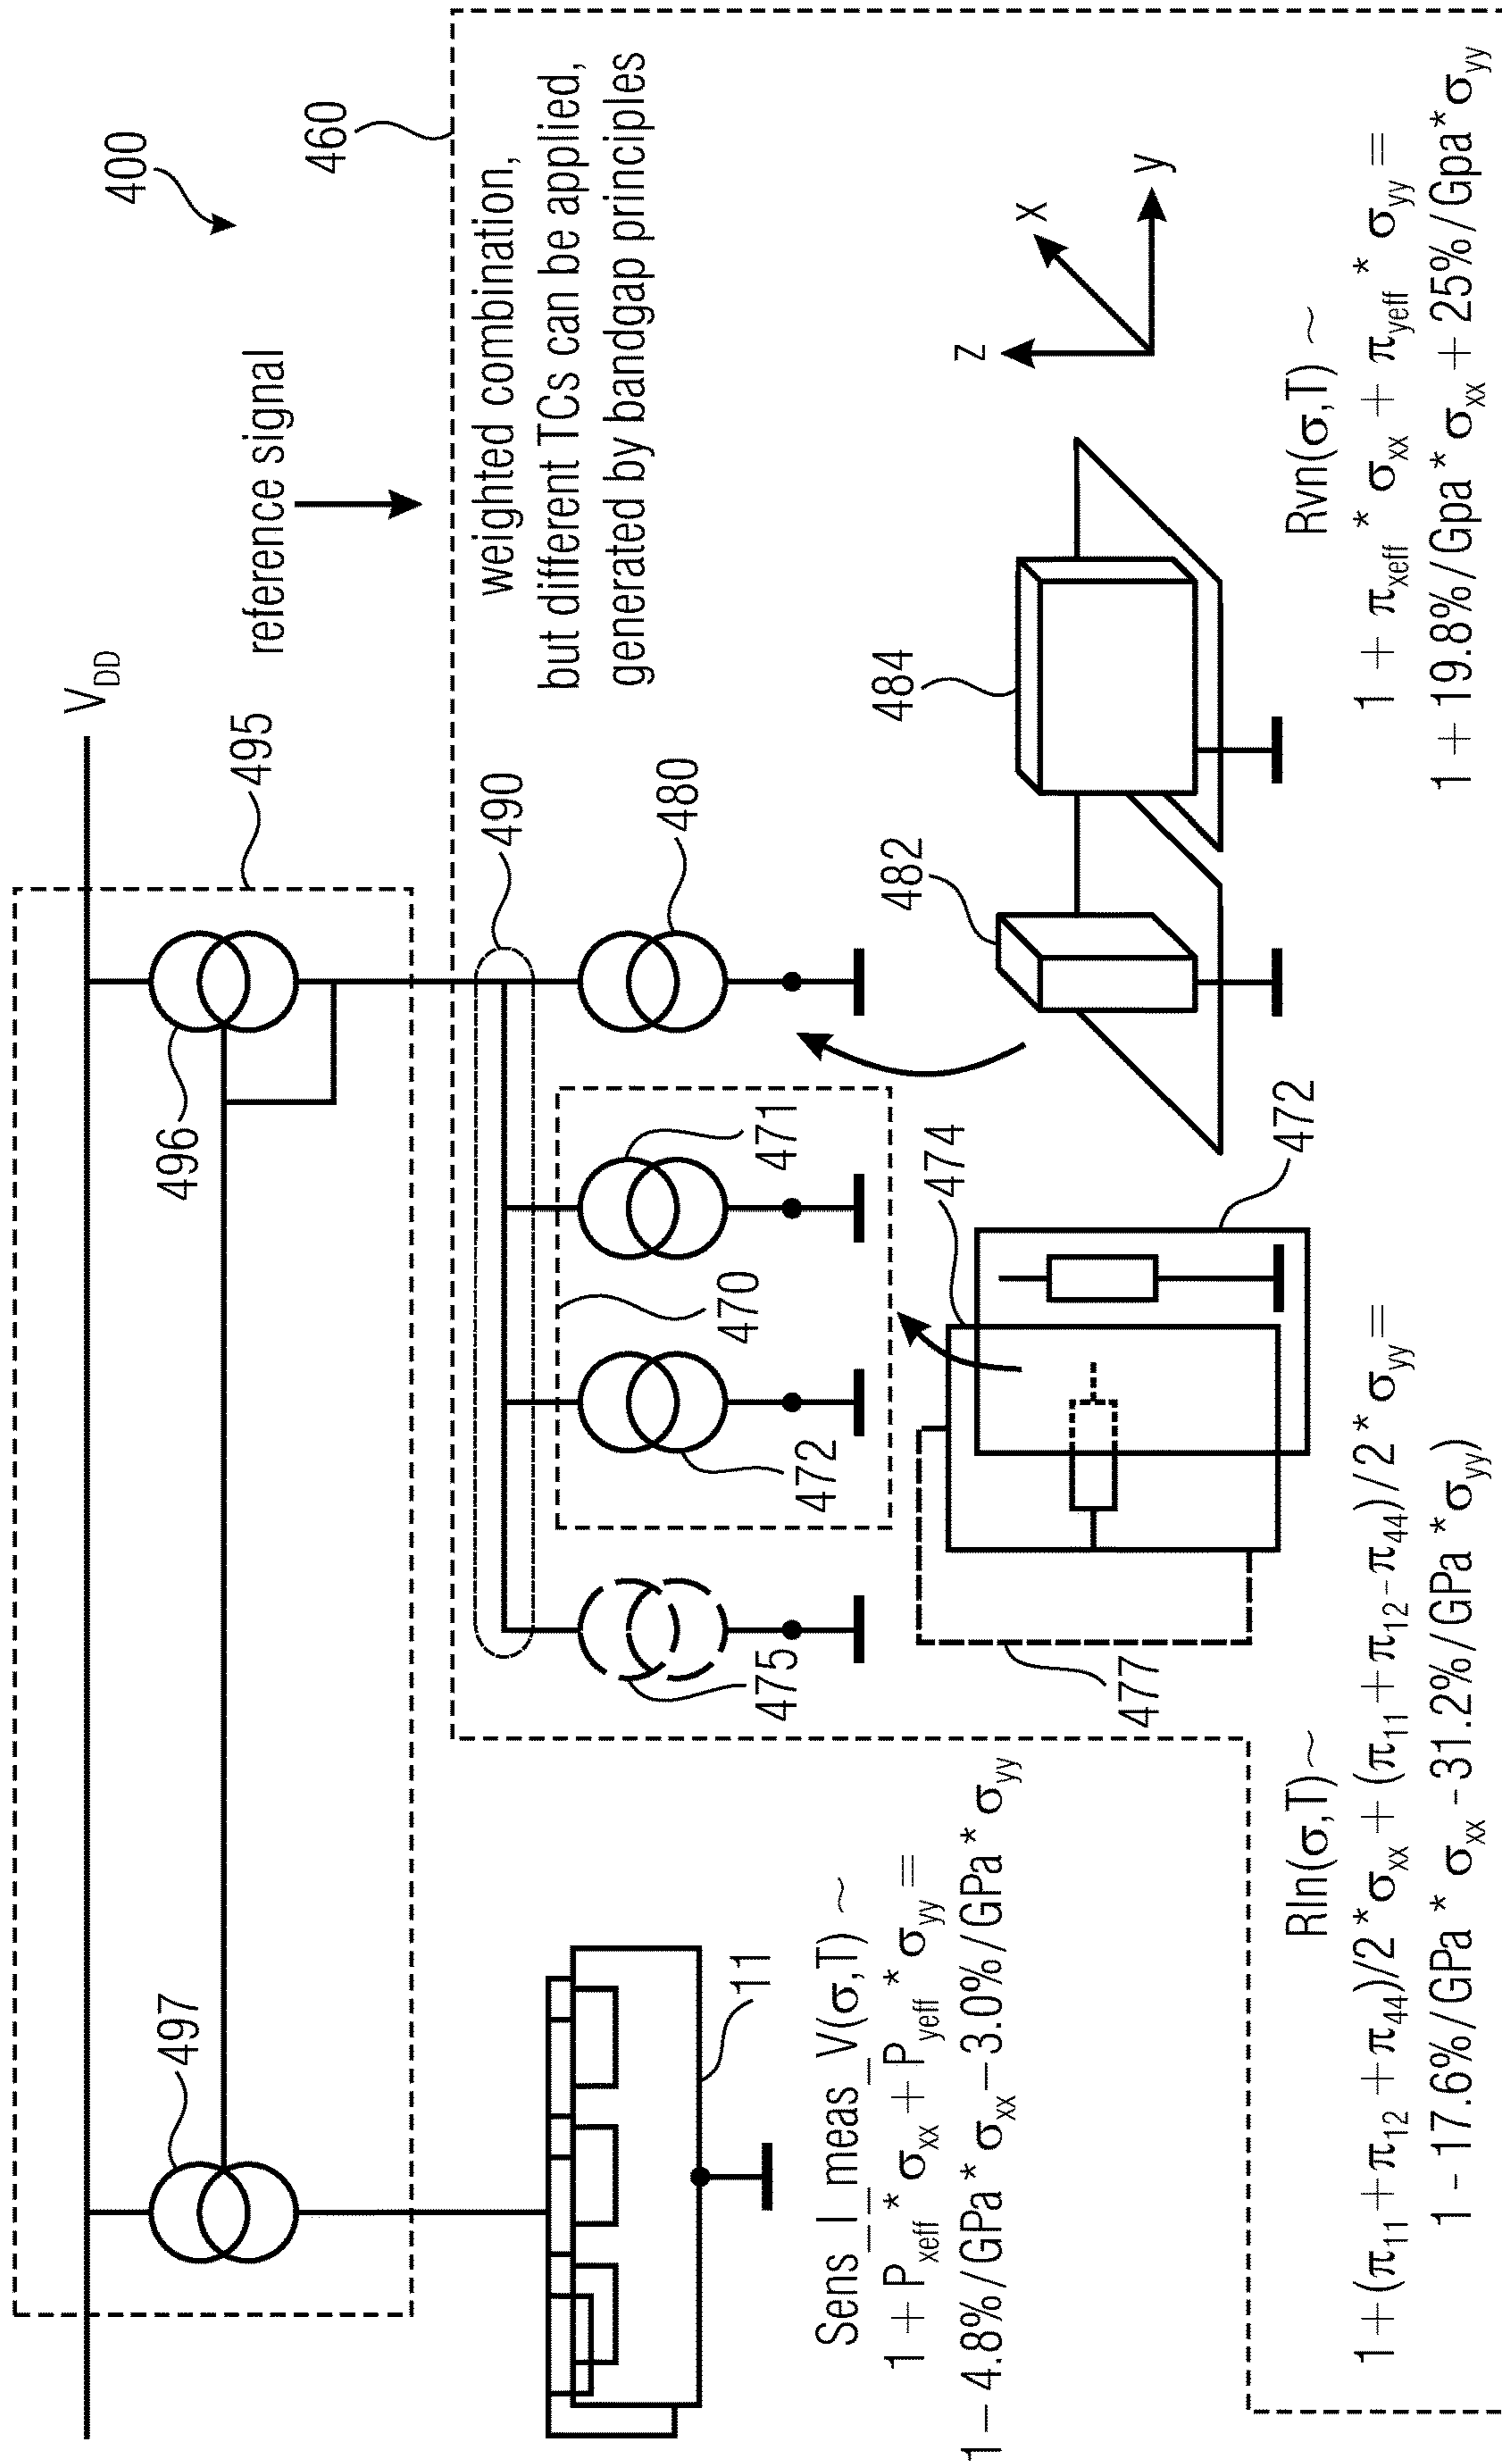 400
V_DD
495
reference signal
497
496
460
490
weighted combination,
but different TCs can be applied,
generated by bandgap principles
475
472
470
471
480
11
482
484
474
472
477
z
x
y
Sens_I_meas_V(σ,T) ~
1 + P_xeff * σ_xx + P_yeff * σ_yy =
1 – 4.8%/GPa * σ_xx – 3.0%/GPa * σ_yy
Rln(σ,T) ~
1 + (π_11 + π_12 + π_44)/2 * σ_xx + (π_11 + π_12 - π_44)/2 * σ_yy =
1 - 17.6%/GPa * σ_xx - 31.2%/GPa * σ_yy)
Rvn(σ,T) ~
1 + π_xeff * σ_xx + π_yeff * σ_yy =
1 + 19.8%/Gpa * σ_xx + 25%/Gpa * σ_yy